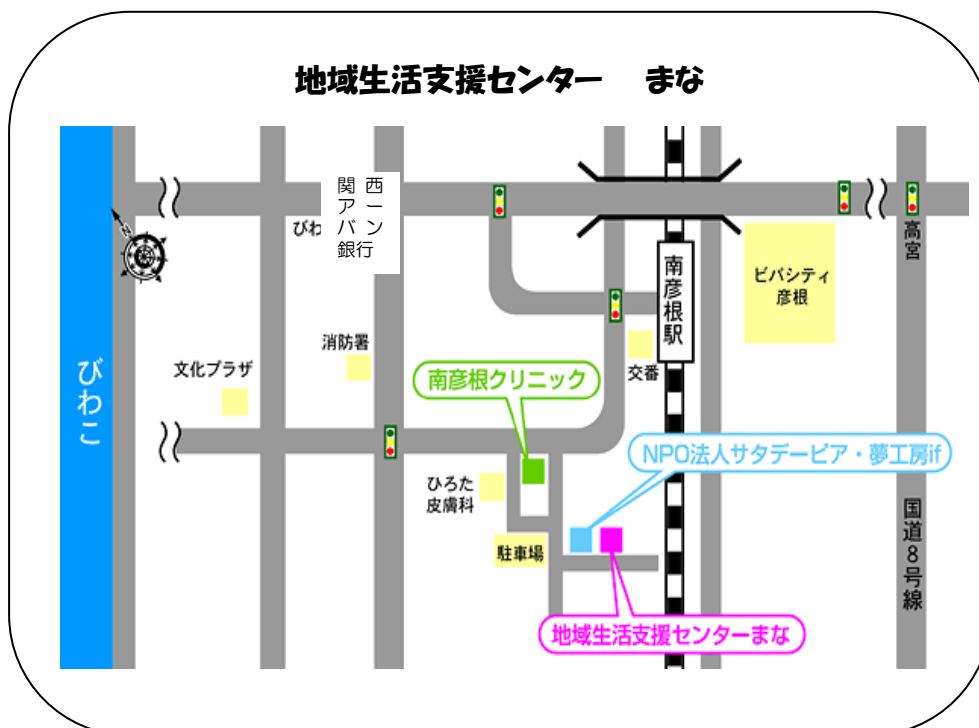 地域生活支援センター　まな
関西
アー
バン
銀行
びわ
N
高宮
南彦根駅
ビバシティ
彦根
消防署
文化プラザ
交番
南彦根クリニック
びわこ
NPO法人サタデーピア・夢工房if
ひろた
皮膚科
国道8号線
駐車場
地域生活支援センターまな